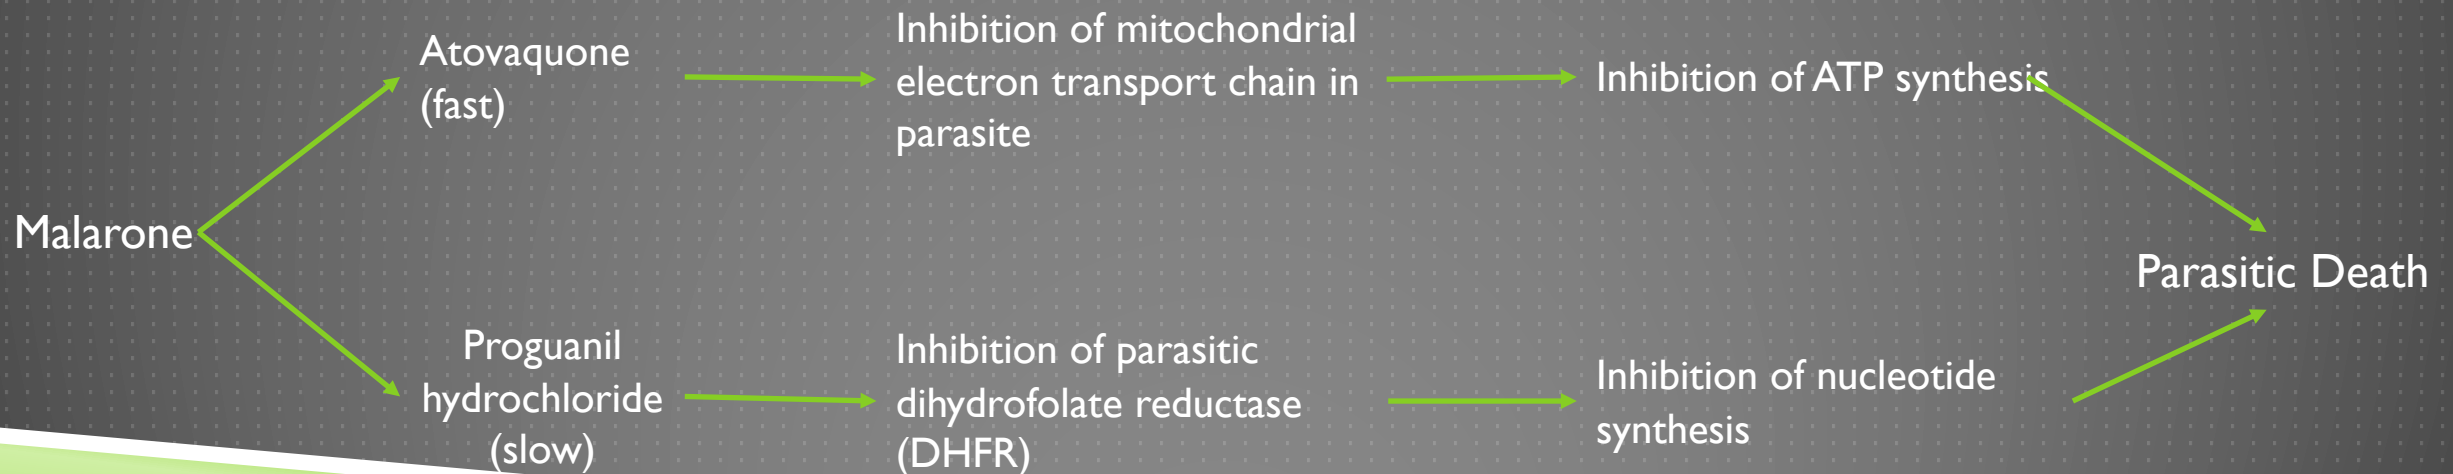 Malarone
Atovaquone
(fast)
Inhibition of mitochondrial
electron transport chain in
parasite
Inhibition of ATP synthesis
Proguanil
hydrochloride
(slow)
Inhibition of parasitic
dihydrofolate reductase
(DHFR)
Inhibition of nucleotide
synthesis
Parasitic Death